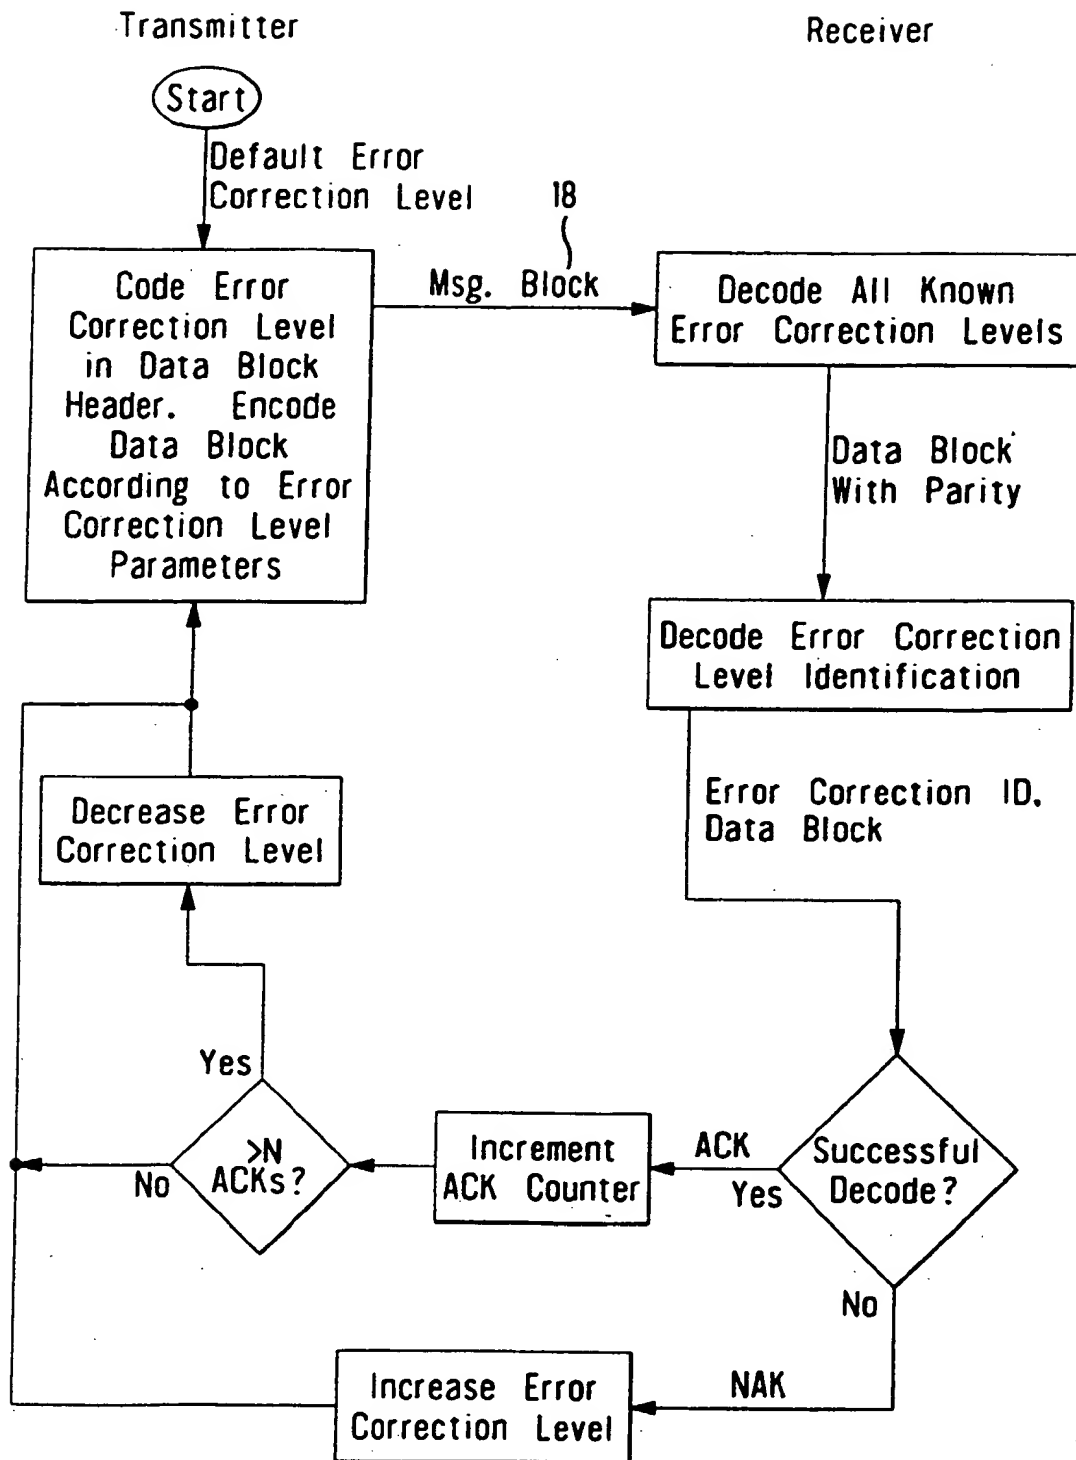 Transmitter
Receiver
Start
Default Error
Correction Level
18
Code Error
Correction Level
in Data Block
Header. Encode
Data Block
According to Error
Correction Level
Parameters
Msg. Block
Decode All Known
Error Correction Levels
Data Block
With Parity
Decode Error Correction
Level Identification
Error Correction ID.
Data Block
Decrease Error
Correction Level
Yes
>N
ACKs?
No
Increment
ACK Counter
ACK
Yes
Successful
Decode?
No
NAK
Increase Error
Correction Level